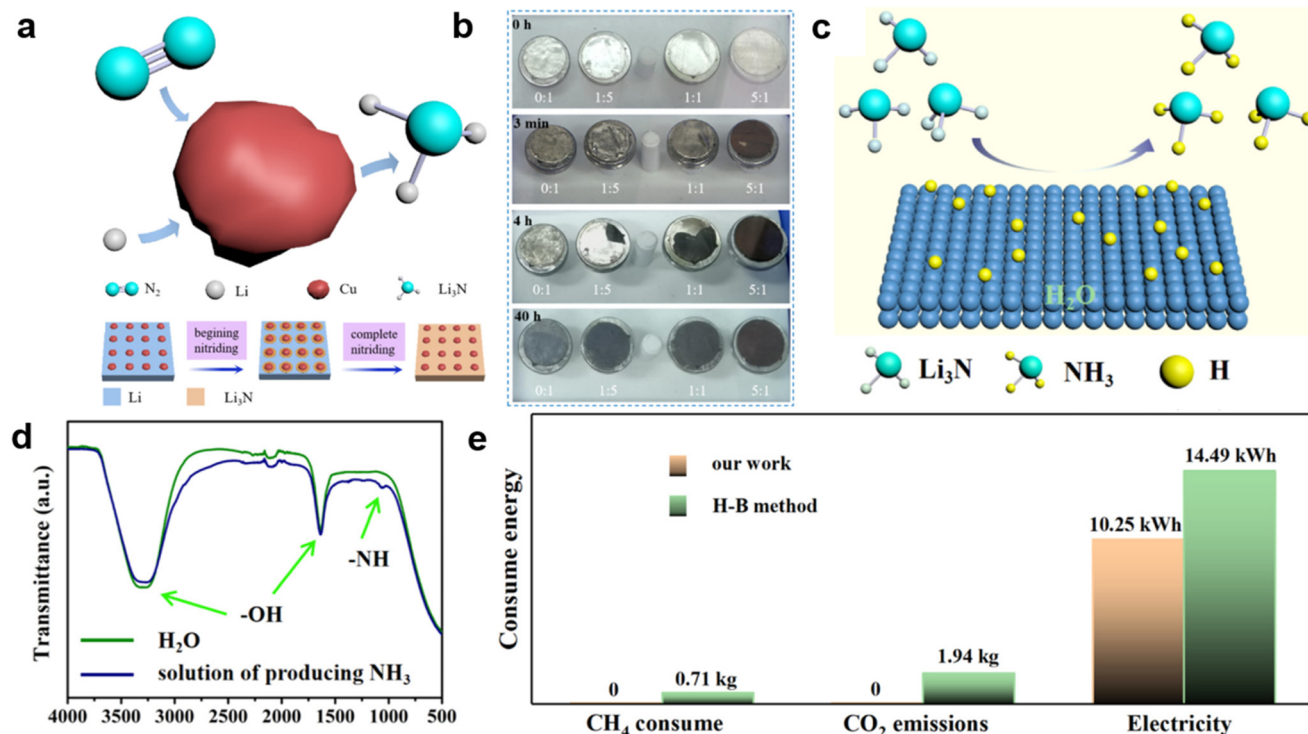 a
N₂
Li
Cu
Li₃N
begining
nitriding
complete
nitriding
Li
Li₃N
b
0 h
0:1
1:5
1:1
5:1
3 min
0:1
1:5
1:1
5:1
4 h
0:1
1:5
1:1
5:1
40 h
0:1
1:5
1:1
5:1
c
H₂O
Li₃N
NH₃
H
d
Transmittance (a.u.)
-NH
-OH
H₂O
solution of producing NH₃
4000
3500
3000
2500
2000
1500
1000
500
e
Consume energy
our work
H-B method
14.49 kWh
10.25 kWh
1.94 kg
0.71 kg
0
0
CH₄ consume
CO₂ emissions
Electricity